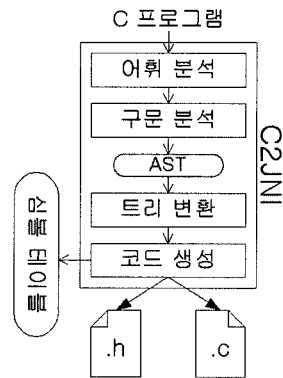 C 프로그램
어휘 분석
구문 분석
AST
트리 변환
코드 생성
C2JNI
심볼 테이블
.h
.c